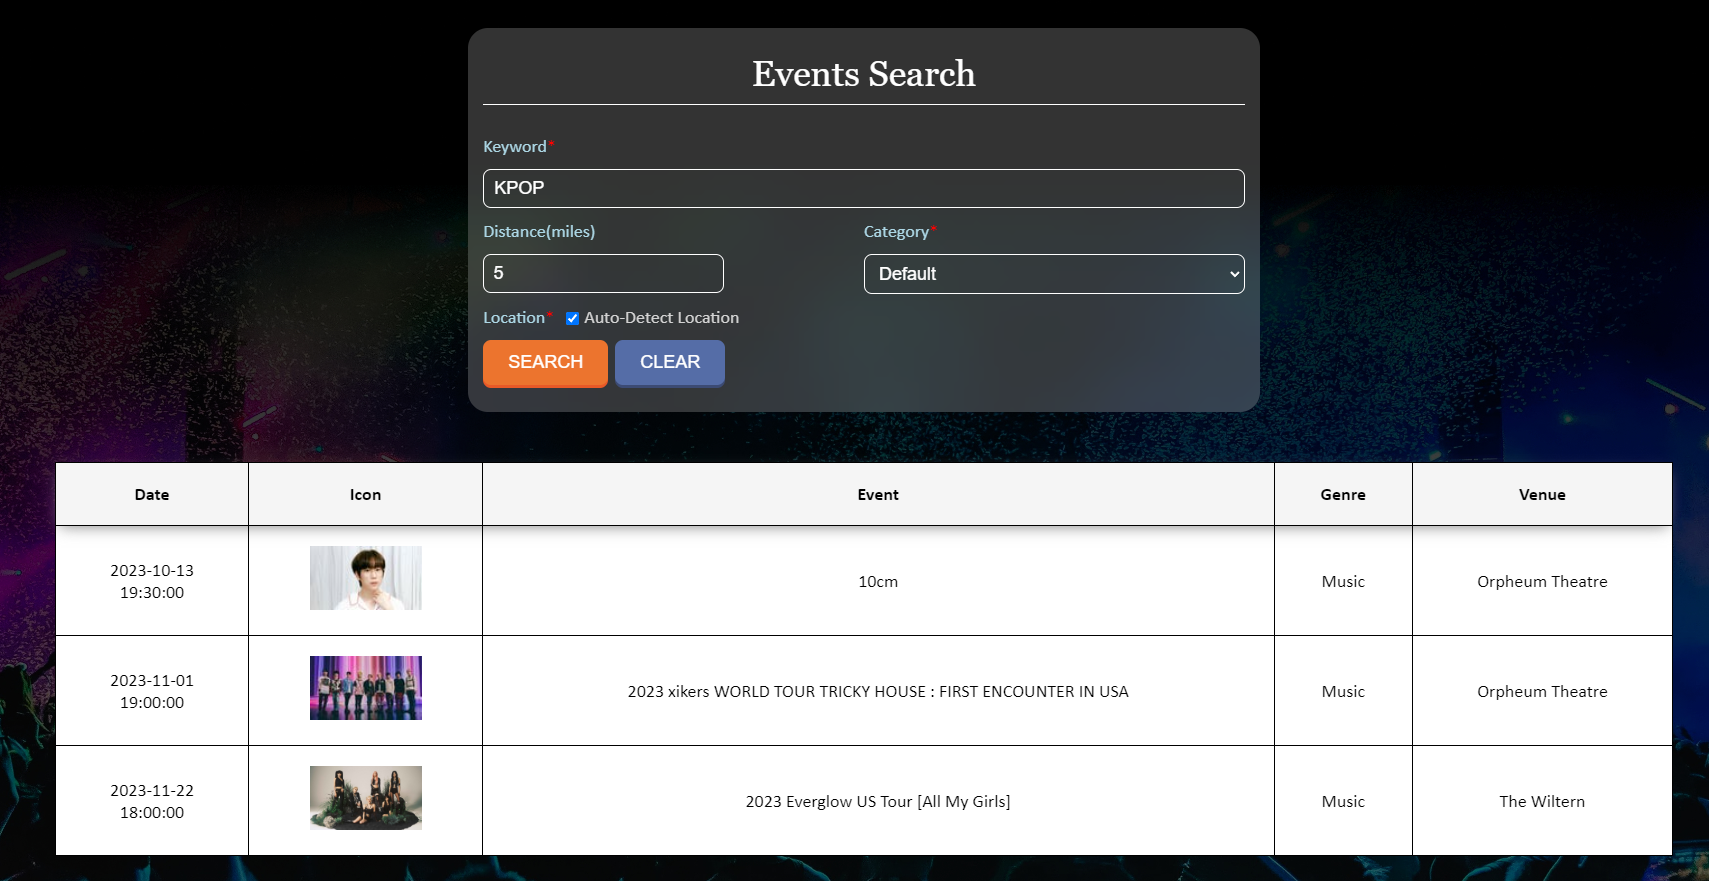 Events Search
Keyword*
KPOP
Distance(miles)
Category*
5
Default
Location*
Auto-Detect Location
SEARCH
CLEAR
Date
Icon
Event
Genre
Venue
2023-10-13
19:30:00
10cm
Music
Orpheum Theatre
2023-11-01
19:00:00
2023 xikers WORLD TOUR TRICKY HOUSE : FIRST ENCOUNTER IN USA
Music
Orpheum Theatre
2023-11-22
18:00:00
2023 Everglow US Tour [All My Girls]
Music
The Wiltern